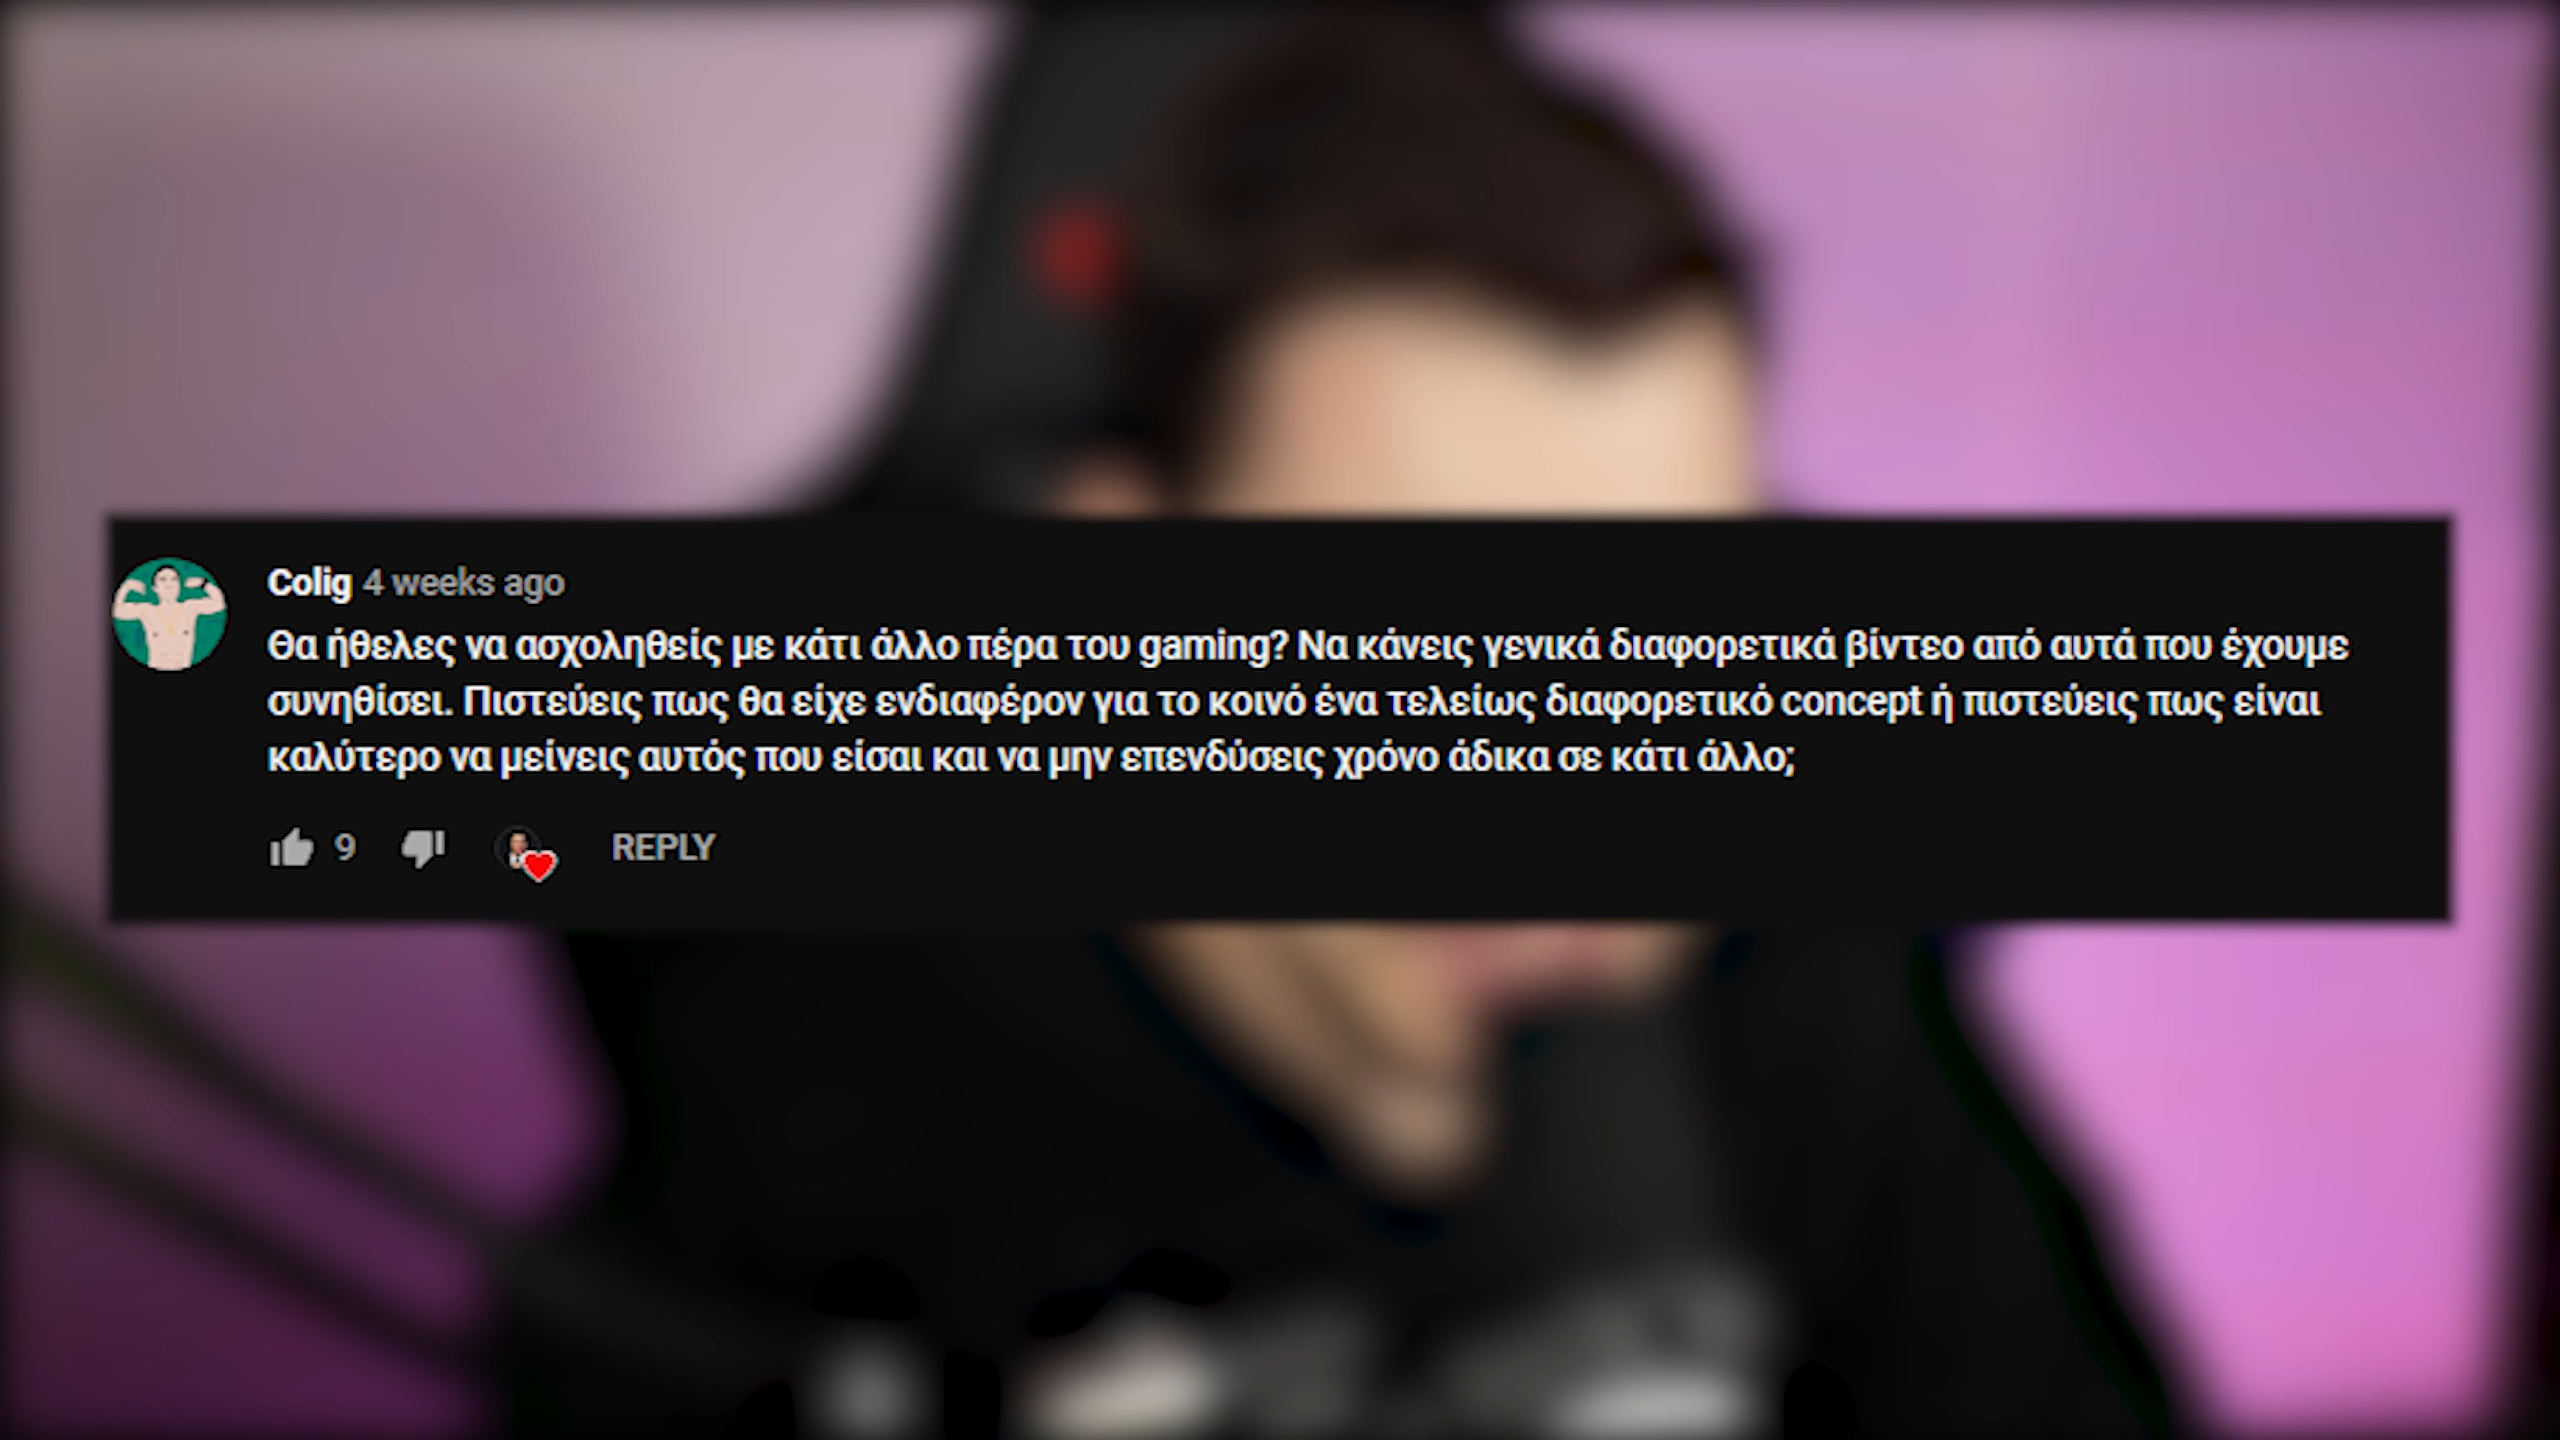 Colig 4 weeks ago
Θα ήθελες να ασχοληθείς με κάτι άλλο πέρα του gaming? Να κάνεις γενικά διαφορετικά βίντεο από αυτά που έχουμε
συνηθίσει. Πιστεύεις πως θα είχε ενδιαφέρον για το κοινό ένα τελείως διαφορετικό concept ή πιστεύεις πως είναι
καλύτερο να μείνεις αυτός που είσαι και να μην επενδύσεις χρόνο άδικα σε κάτι άλλο;
9 REPLY